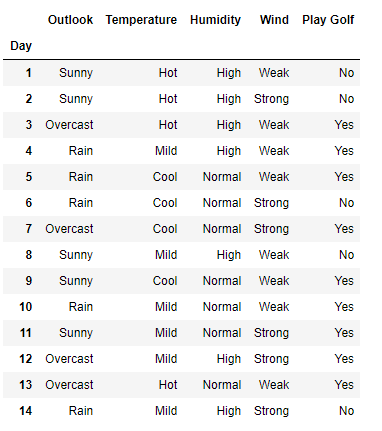 Outlook Temperature Humidity Wind Play Golf
Day
1 Sunny Hot High Weak No
2 Sunny Hot High Strong No
3 Overcast Hot High Weak Yes
4 Rain Mild High Weak Yes
5 Rain Cool Normal Weak Yes
6 Rain Cool Normal Strong No
7 Overcast Cool Normal Strong Yes
8 Sunny Mild High Weak No
9 Sunny Cool Normal Weak Yes
10 Rain Mild Normal Weak Yes
11 Sunny Mild Normal Strong Yes
12 Overcast Mild High Strong Yes
13 Overcast Hot Normal Weak Yes
14 Rain Mild High Strong No